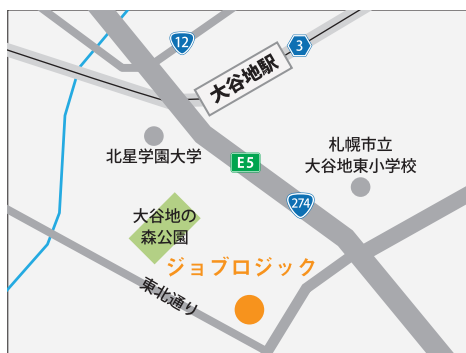 12
3
大谷地駅
北星学園大学
E5
札幌市立
大谷地東小学校
274
大谷地の
森公園
ジョブロジック
東北通り